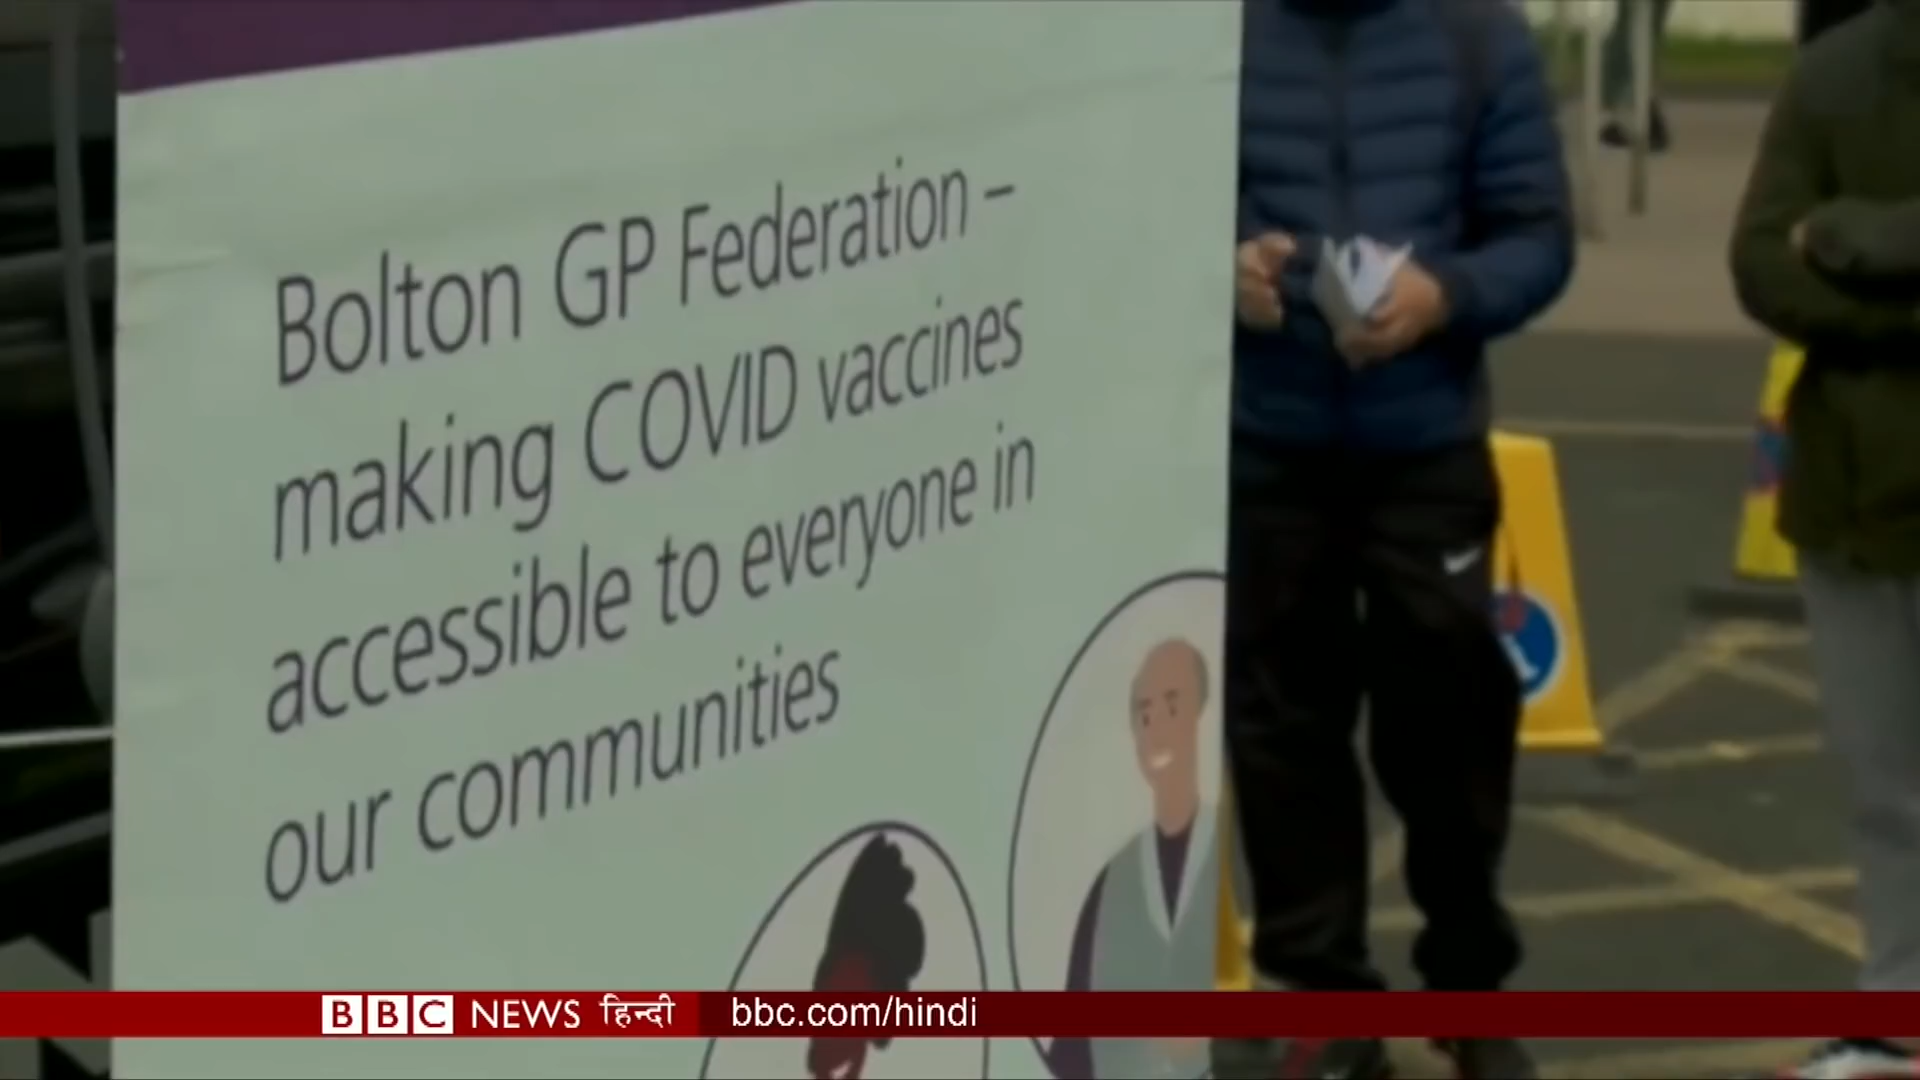 Bolton GP Federation –
making COVID vaccines
accessible to everyone in
our communities
BBC NEWS हिन्दी bbc.com/hindi